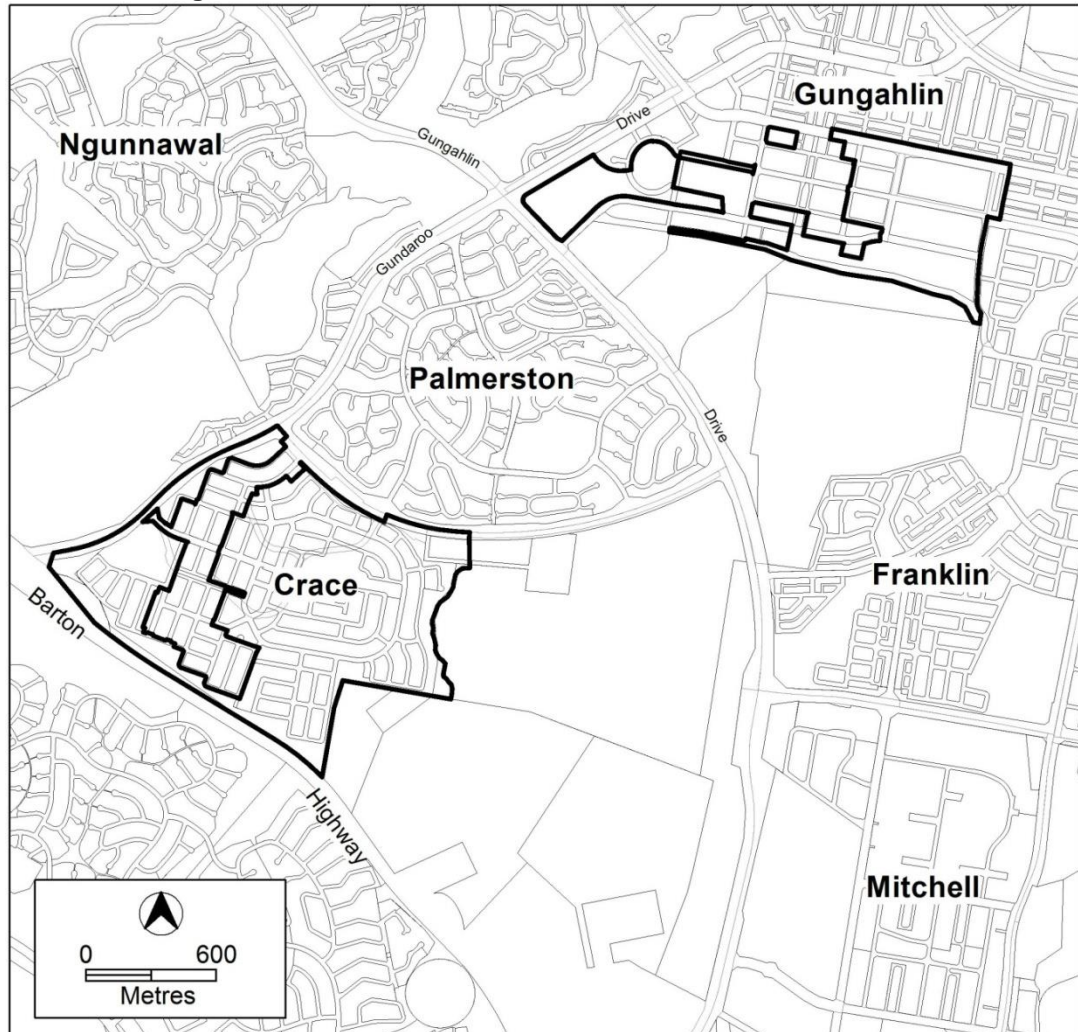 Gungahlin
Ngunnawal
Drive
Gungahlin
Gundaroo
Palmerston
Drive
Crace
Franklin
Barton
Highway
Mitchell
0 600
Metres